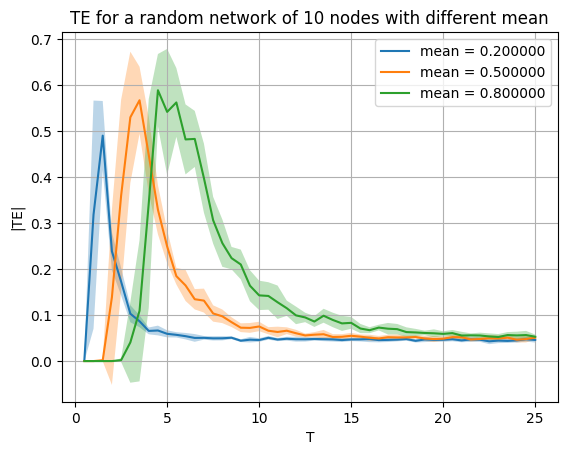 TE for a random network of 10 nodes with different mean
mean = 0.200000
mean = 0.500000
mean = 0.800000
0.7
0.6
0.5
0.4
0.3
0.2
0.1
0.0
|TE|
0
5
10
15
20
25
T